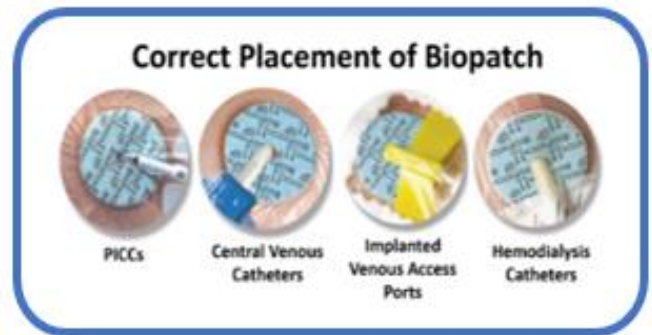 Correct Placement of Biopatch
PICCs
Central Venous
Catheters
Implanted
Venous Access
Ports
Hemodialysis
Catheters